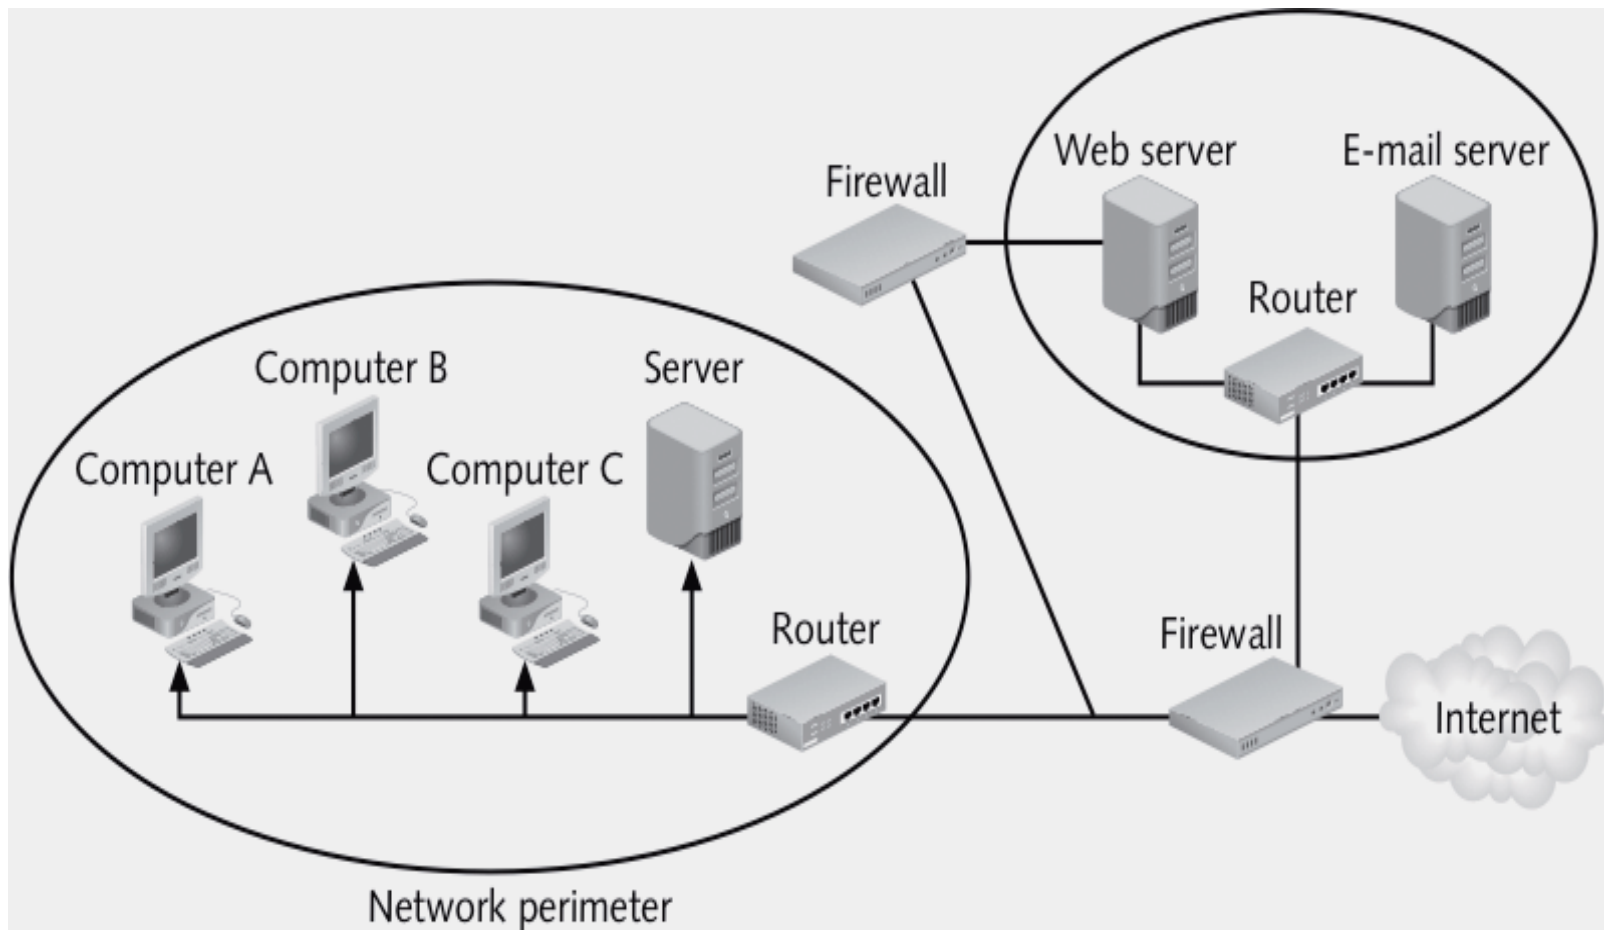 Web server
E-mail server
Firewall
Router
Computer B
Server
Computer A
Computer C
Router
Firewall
Internet
Network perimeter